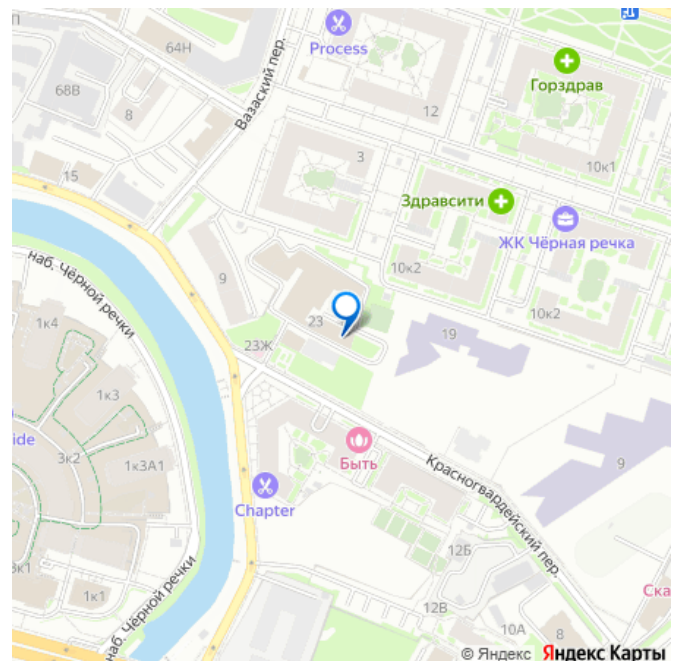 П
64Н
Process
Вазаский пер.
Горздрав
68В
8
12
3
10к1
15
Здравсити
ЖК Чёрная речка
наб. Чёрной речки
9
10к2
10к2
1к4
23
19
23Ж
1к3
ide
3к2
1к3А1
Быть
Красногвардейский пер.
9
Chapter
12Б
3к1
1к1
наб. Чёрной речки
12В
10А
8
Ска
© Яндекс Яндекс Карты